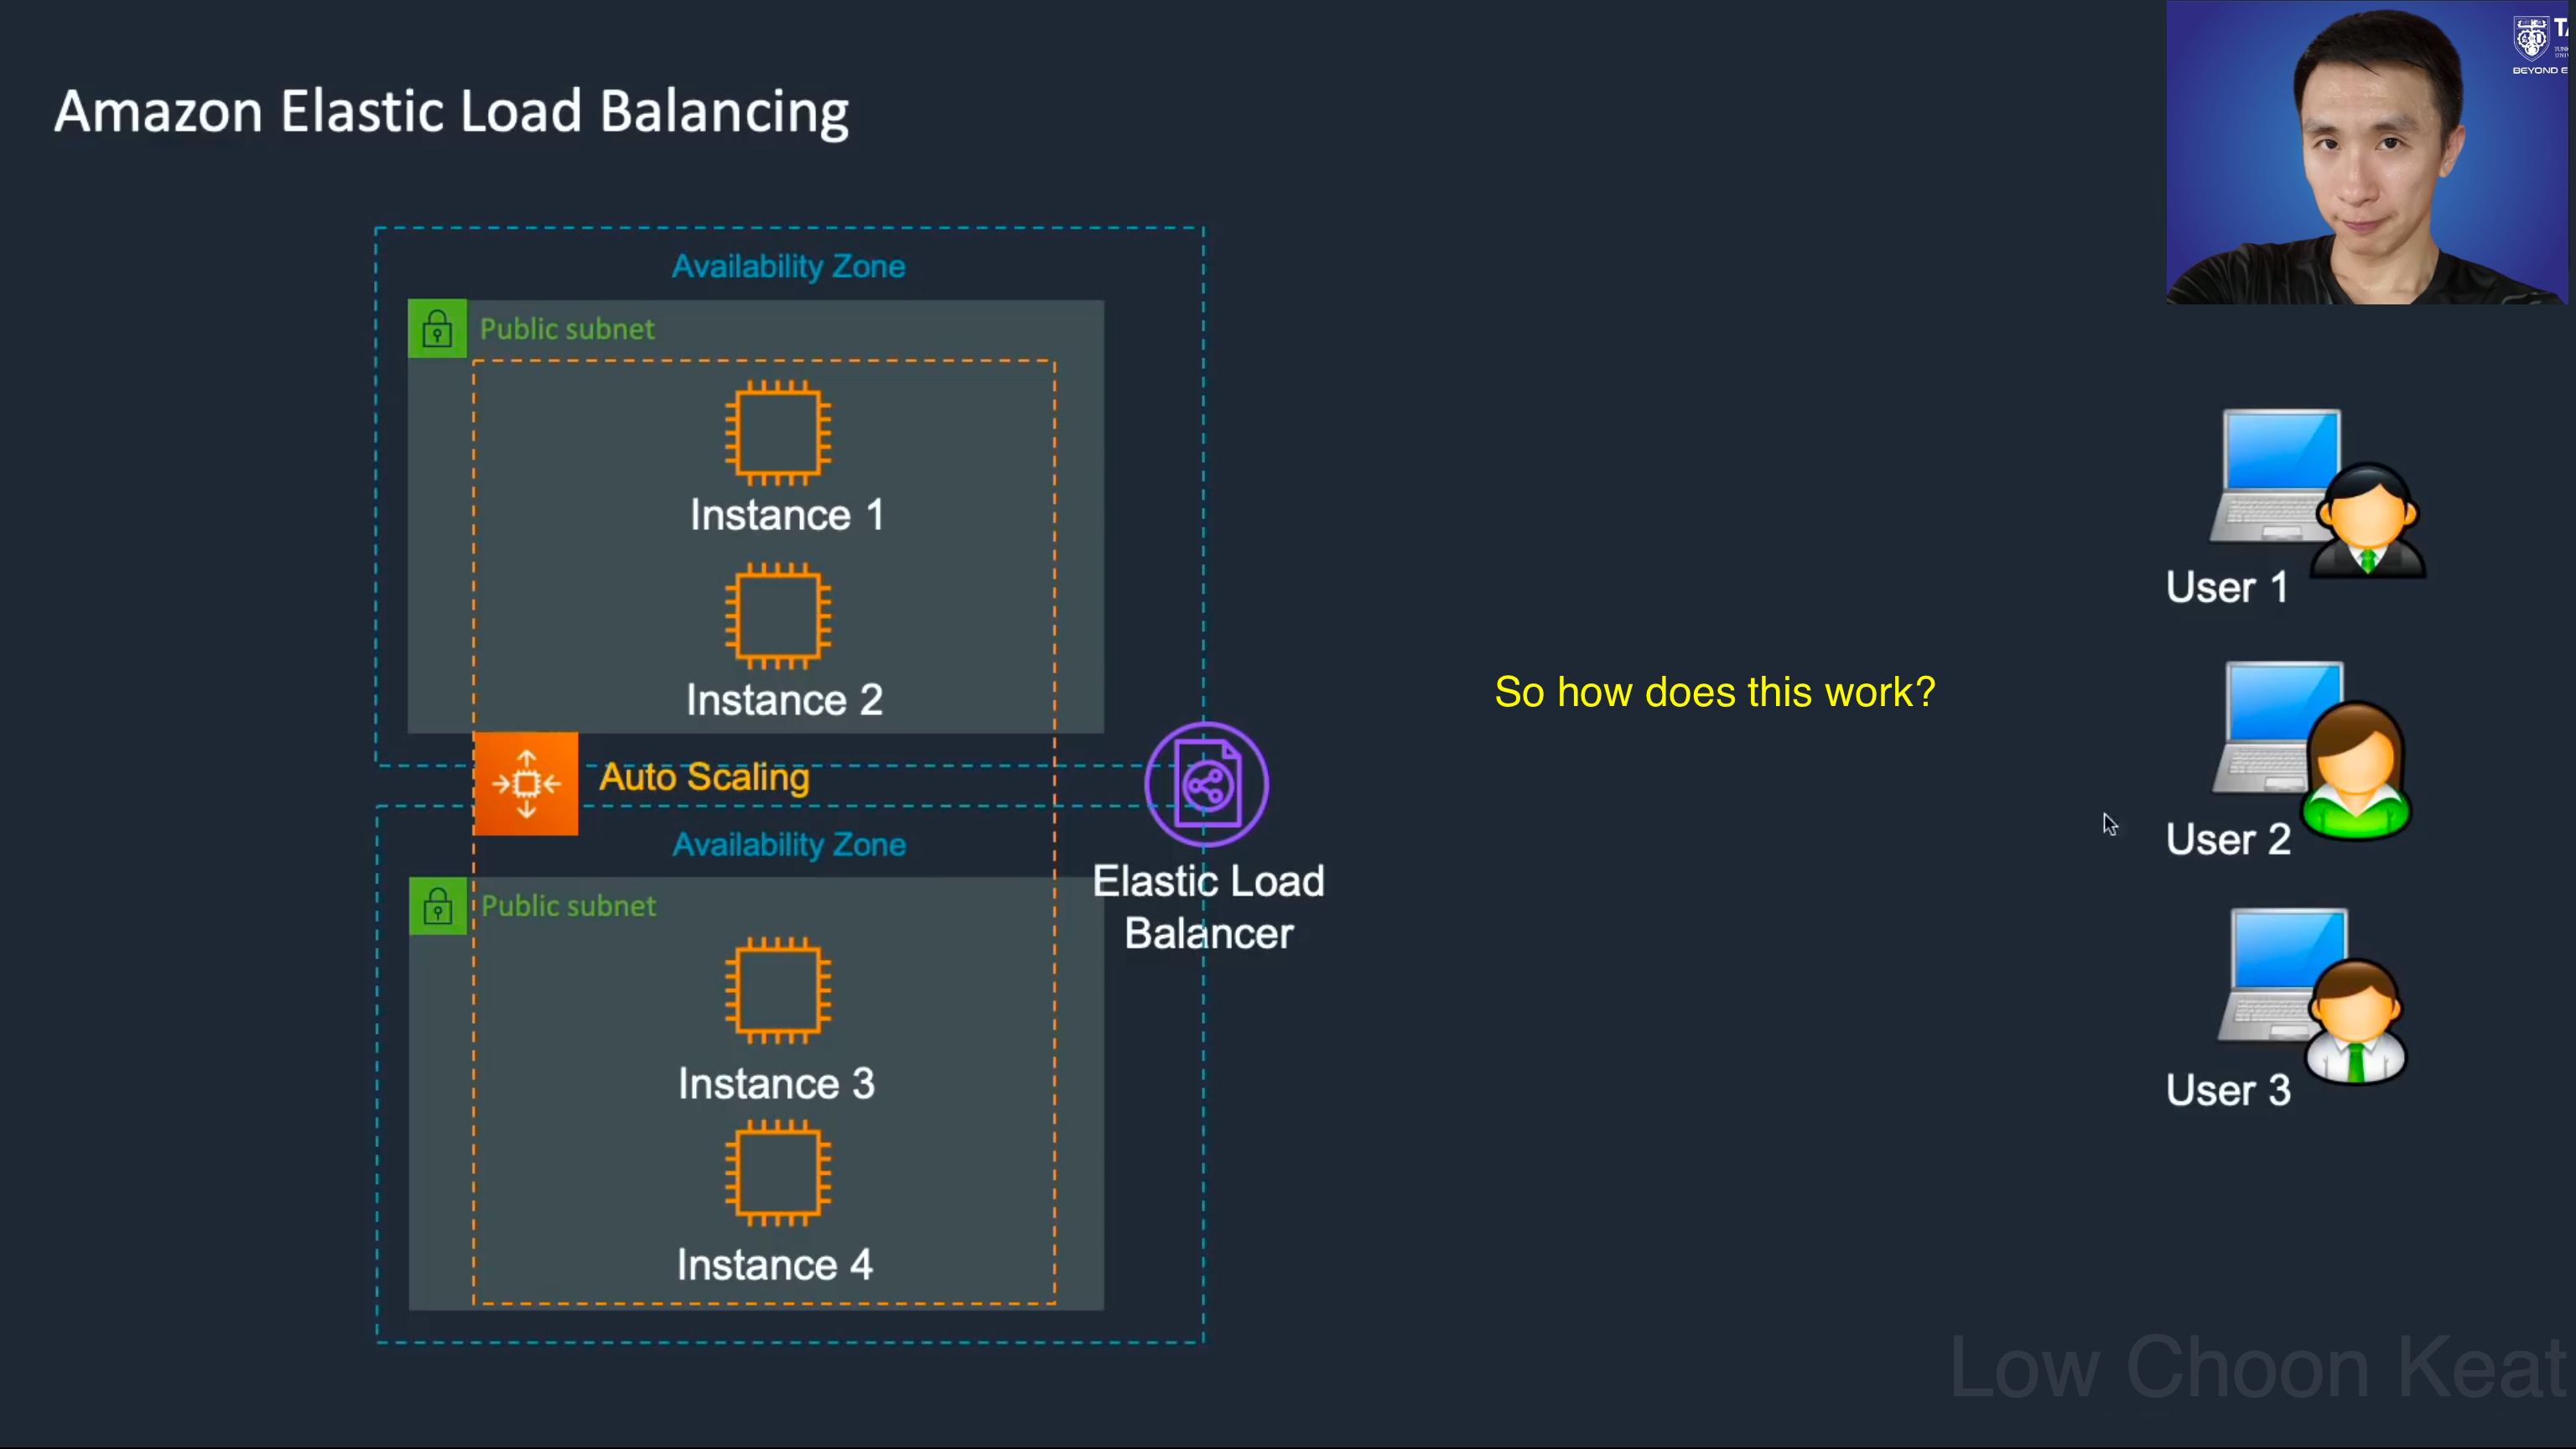 Amazon Elastic Load Balancing
Availability Zone
Public subnet
Instance 1
Instance 2
Auto Scaling
Availability Zone
Public subnet
Instance 3
Instance 4
Elastic Load
Balancer
So how does this work?
User 1
User 2
User 3
BEYOND E
Low Choon Keat